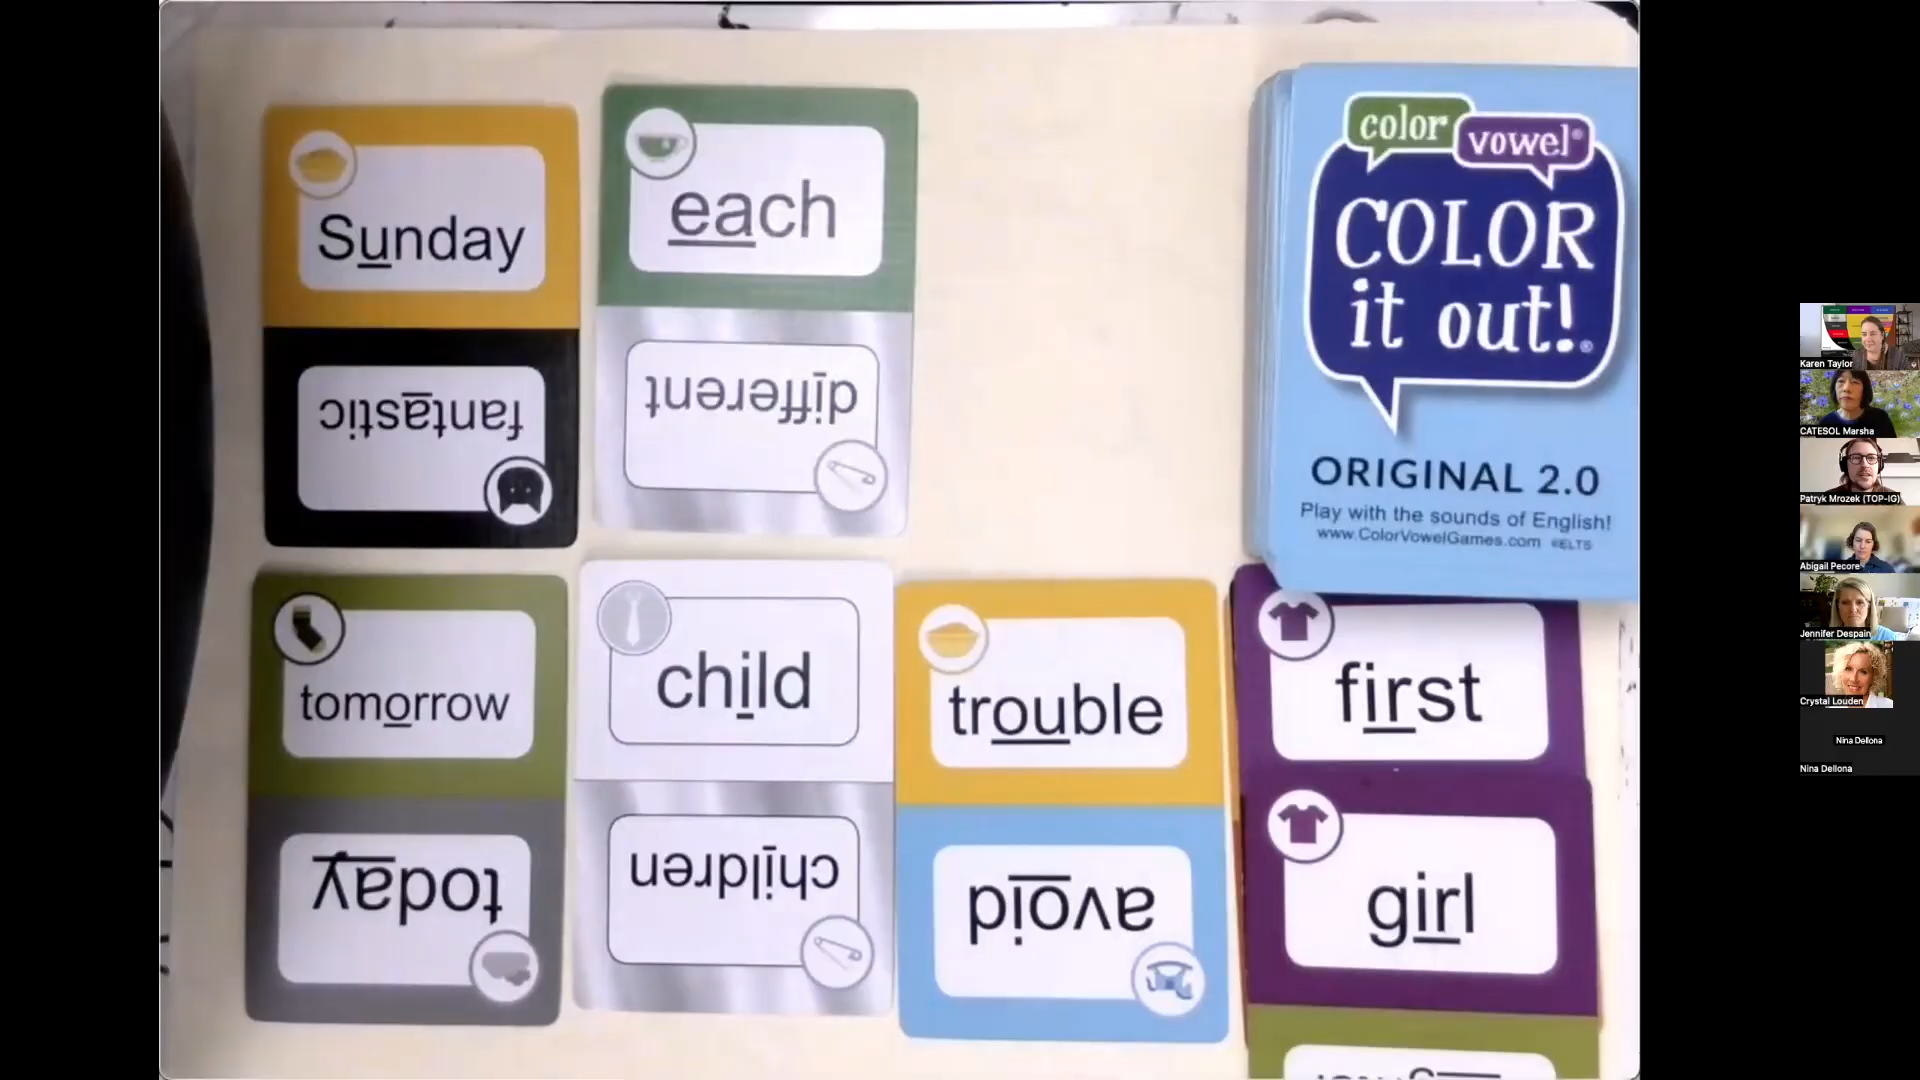 Sunday
fantastic
each
different
color
vowel®
COLOR
it out!®
ORIGINAL 2.0
Play with the sounds of English!
www.ColorVowelGames.com ©ELTS
tomorrow
today
child
children
trouble
avoid
first
girl
Karen Taylor
CATESOL Marsha
Patryk Mrozek (TOP-IG)
Abigail Pecore
Jennifer Despain
Crystal Louden
Nina Dellona
Nina Dellona